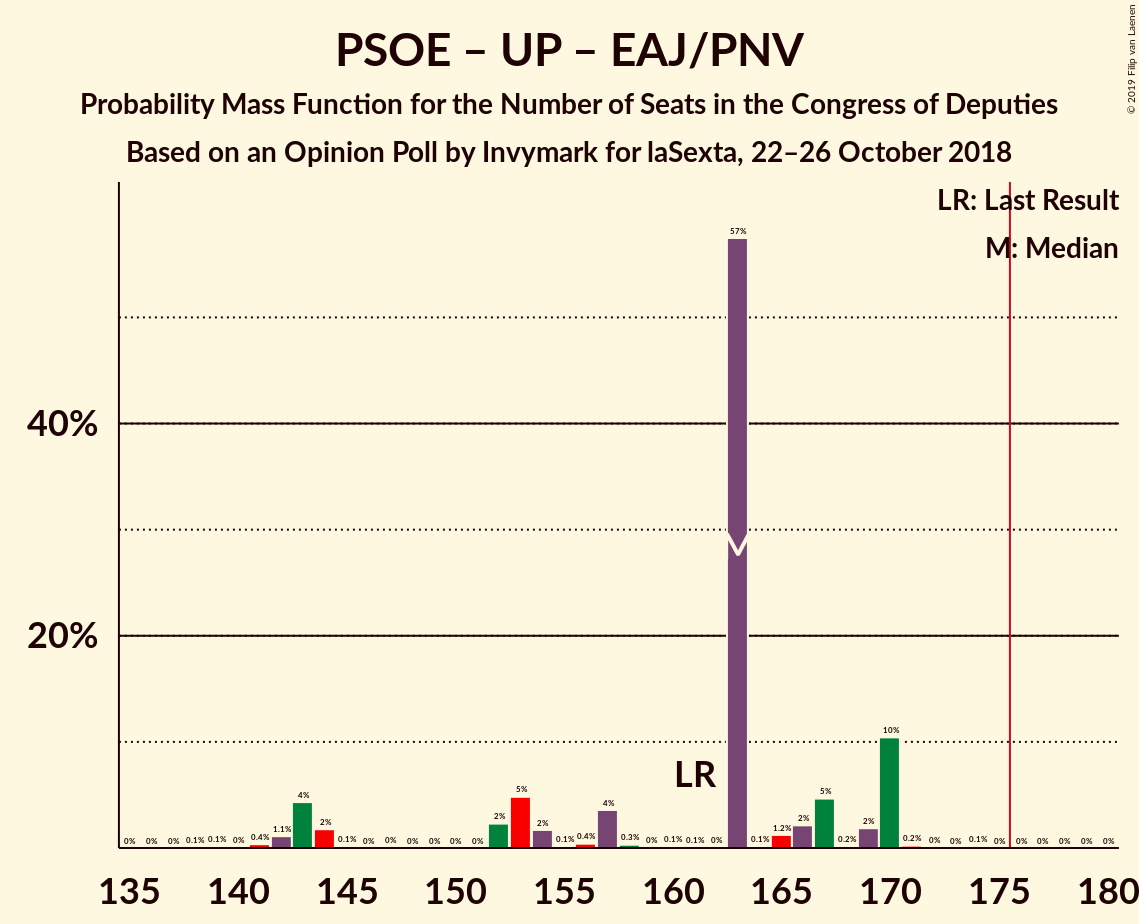 PSOE – UP – EAJ/PNV
Probability Mass Function for the Number of Seats in the Congress of Deputies
Based on an Opinion Poll by Invymark for laSexta, 22–26 October 2018
© 2019 Filip van Laenen
LR: Last Result
M: Median
40%
20%
LR
0% 0% 0% 0.1% 0.1% 0% 0.4% 1.1% 4% 2% 0.1% 0% 0% 0% 0% 0% 0% 2% 5% 2% 0.1% 0.4% 4% 0.3% 0% 0.1% 0.1% 0% 57% 0.1% 1.2% 2% 5% 0.2% 2% 10% 0.2% 0% 0% 0.1% 0% 0% 0% 0% 0% 0%
135 140 145 150 155 160 165 170 175 180